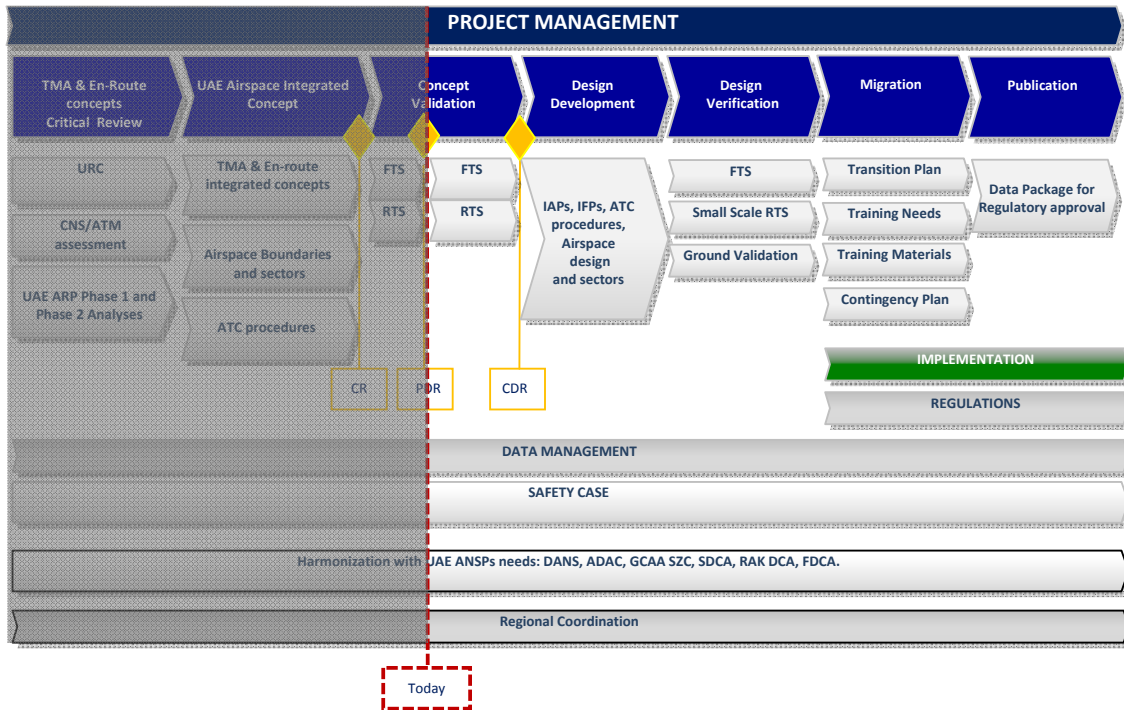 PROJECT MANAGEMENT
TMA & En-Route
concepts
Critical Review
UAE Airspace Integrated
Concept
Concept
Validation
Design
Development
Design
Verification
Migration
Publication
URC
CNS/ATM
assessment
UAE ARP Phase 1 and
Phase 2 Analyses
TMA & En-route
integrated concepts
Airspace Boundaries
and sectors
ATC procedures
FTS
RTS
FTS
RTS
IAPs, IFPs, ATC
procedures,
Airspace
design
and sectors
FTS
Small Scale RTS
Ground Validation
Transition Plan
Training Needs
Training Materials
Contingency Plan
Data Package for
Regulatory approval
CR
PDR
CDR
IMPLEMENTATION
REGULATIONS
DATA MANAGEMENT
SAFETY CASE
Harmonization with UAE ANSPs needs: DANS, ADAC, GCAA SZC, SDCA, RAK DCA, FDCA.
Regional Coordination
Today